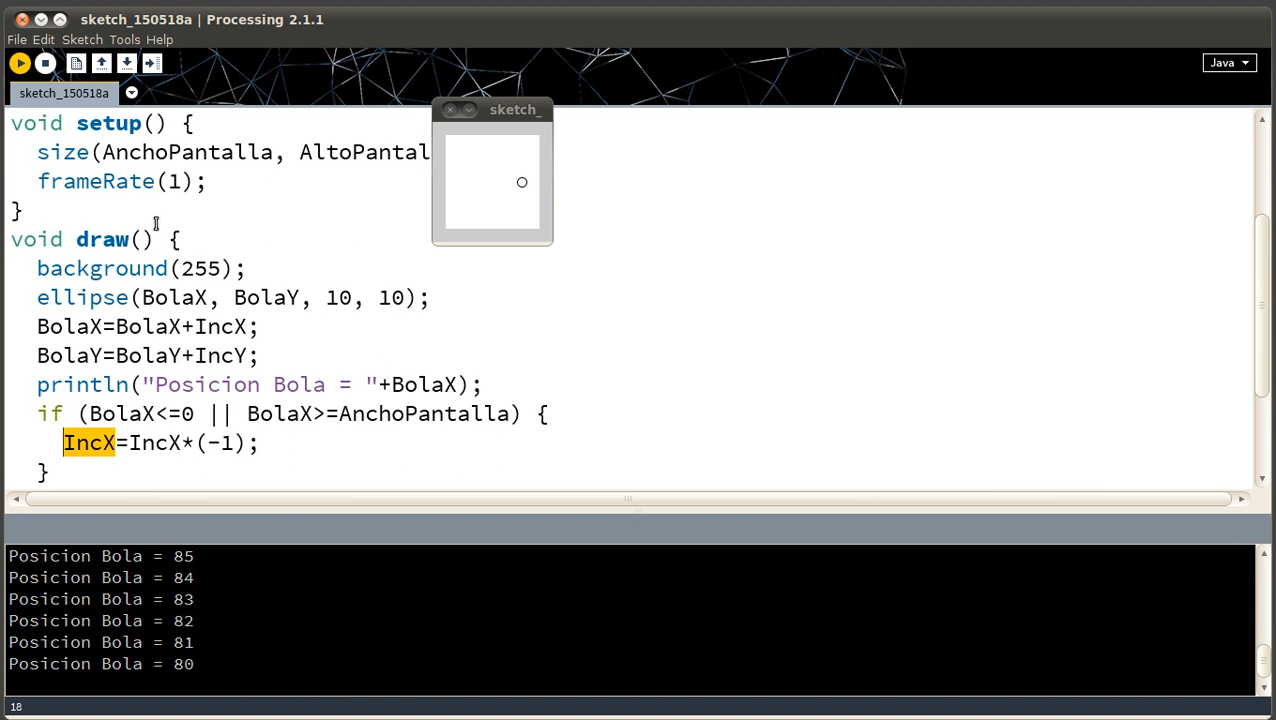 sketch_150518a | Processing 2.1.1
File Edit Sketch Tools Help
Java
sketch_150518a
sketch_
void setup() {
size(AnchoPantalla, AltoPantal
frameRate(1);
}
void draw() {
background(255);
ellipse(BolaX, BolaY, 10, 10);
BolaX=BolaX+IncX;
BolaY=BolaY+IncY;
println("Posicion Bola = "+BolaX);
if (BolaX<=0 || BolaX>=AnchoPantalla) {
IncX=IncX*(-1);
}
Posicion Bola = 85
Posicion Bola = 84
Posicion Bola = 83
Posicion Bola = 82
Posicion Bola = 81
Posicion Bola = 80
18